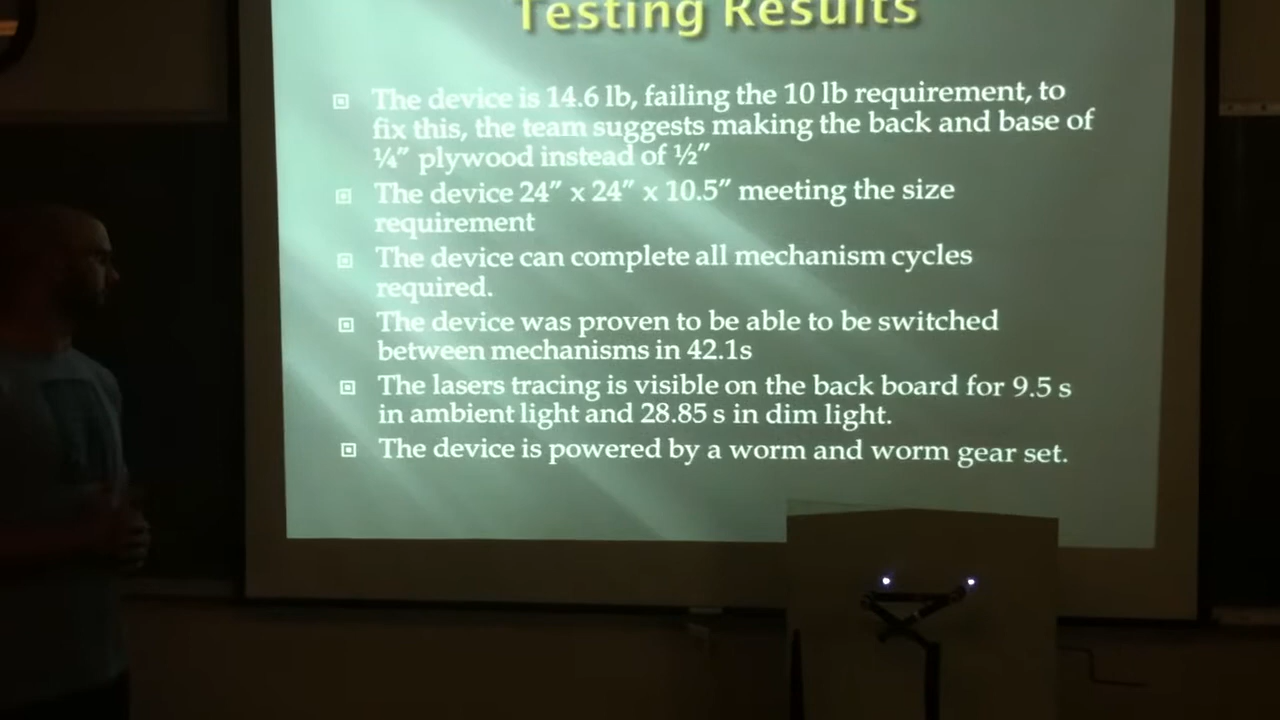 Testing Results
The device is 14.6 lb, failing the 10 lb requirement, to
fix this, the team suggests making the back and base of
¼” plywood instead of ½”
The device 24” x 24” x 10.5” meeting the size
requirement
The device can complete all mechanism cycles
required.
The device was proven to be able to be switched
between mechanisms in 42.1s
The lasers tracing is visible on the back board for 9.5 s
in ambient light and 28.85 s in dim light.
The device is powered by a worm and worm gear set.